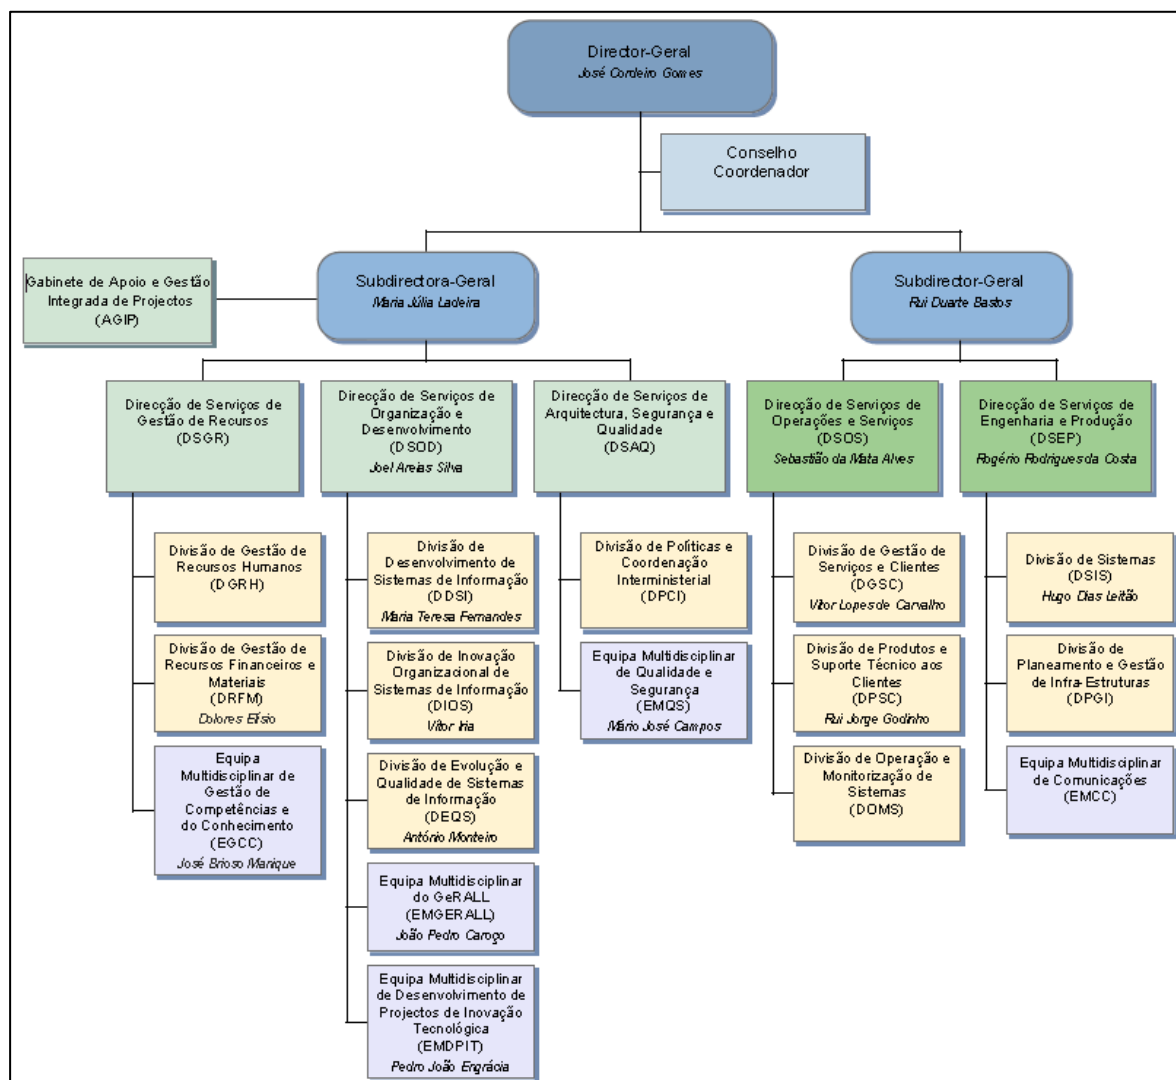 Director-Geral
José Cordeiro Gomes
Conselho
Coordenador
Gabinete de Apoio e Gestão
Integrada de Projectos
(AGIP)
Subdirectora-Geral
Maria Júlia Ladeira
Subdirector-Geral
Rui Duarte Bastos
Direcção de Serviços de
Gestão de Recursos
(DSGR)
Direcção de Serviços de
Organização e
Desenvolvimento
(DSOD)
Joel Areias Silva
Direcção de Serviços de
Arquitectura, Segurança e
Qualidade
(DSAQ)
Direcção de Serviços de
Operações e Serviços
(DSOS)
Sebastião da Mata Alves
Direcção de Serviços de
Engenharia e Produção
(DSEP)
Rogério Rodrigues da Costa
Divisão de Gestão de
Recursos Humanos
(DGRH)
Divisão de Gestão de
Recursos Financeiros e
Materiais
(DRFM)
Dolores Elísio
Equipa
Multidisciplinar de
Gestão de
Competências e
do Conhecimento
(EGCC)
José Brioso Manique
Divisão de
Desenvolvimento de
Sistemas de Informação
(DDSI)
Maria Teresa Fernandes
Divisão de Inovação
Organizacional de
Sistemas de Informação
(DIOS)
Vítor Iria
Divisão de Evolução e
Qualidade de Sistemas
de Informação
(DEQS)
António Monteiro
Equipa Multidisciplinar
do GeRALL
(EMGERALL)
João Pedro Caroço
Equipa Multidisciplinar
de Desenvolvimento de
Projectos de Inovação
Tecnológica
(EMDPIT)
Pedro João Engrácia
Divisão de Políticas e
Coordenação
Interministerial
(DPCI)
Equipa Multidisciplinar
de Qualidade e
Segurança
(EMQS)
Mário José Campos
Divisão de Gestão de
Serviços e Clientes
(DGSC)
Vítor Lopes de Carvalho
Divisão de Produtos e
Suporte Técnico aos
Clientes
(DPSC)
Rui Jorge Godinho
Divisão de Operação e
Monitorização de
Sistemas
(DOMS)
Divisão de Sistemas
(DSIS)
Hugo Dias Leitão
Divisão de
Planeamento e Gestão
de Infra-Estruturas
(DPGI)
Equipa Multidisciplinar
de Comunicações
(EMCC)